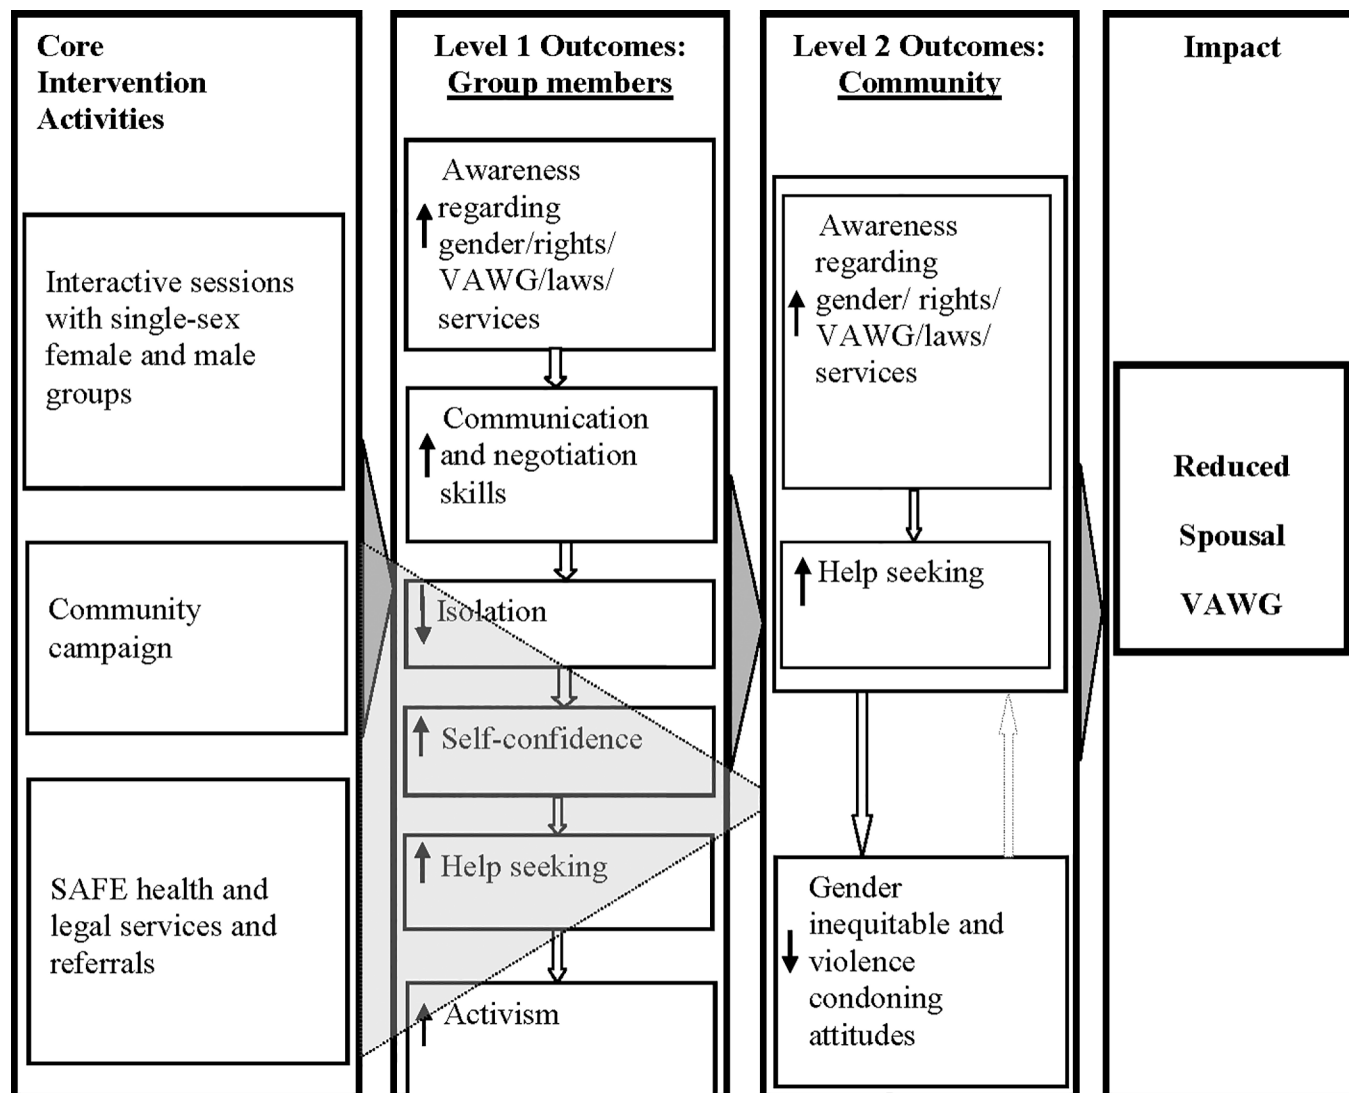 Core
Intervention
Activities
Interactive sessions
with single-sex
female and male
groups
Community
campaign
SAFE health and
legal services and
referrals
Level 1 Outcomes:
Group members
Awareness
regarding
gender/rights/
VAWG/laws/
services
Communication
and negotiation
skills
Isolation
Self-confidence
Help seeking
Activism
Level 2 Outcomes:
Community
Awareness
regarding
gender/ rights/
VAWG/laws/
services
Help seeking
Gender
inequitable and
violence
condoning
attitudes
Impact
Reduced
Spousal
VAWG